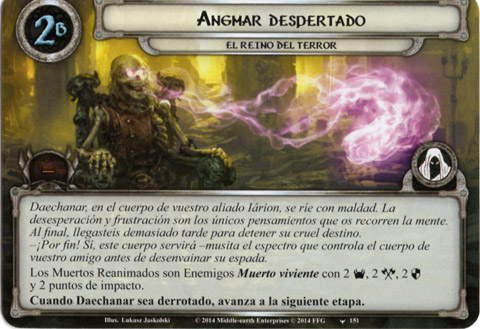 2B
ANGMAR DESPERTADO
EL REINO DEL TERROR
Daechanar, en el cuerpo de vuestro aliado Iârion, se ríe con maldad. La
desesperación y frustración son los únicos pensamientos que os recorren la mente.
Al final, llegasteis demasiado tarde para detener su cruel destino.
–¡Por fin! Sí, este cuerpo servirá –musita el espectro que controla el cuerpo de
vuestro amigo antes de desenvainar su espada.
Los Muertos Reanimados son Enemigos Muerto viviente con 2 , 2 , 2
y 2 puntos de impacto.
Cuando Daechanar sea derrotado, avanza a la siguiente etapa.
Illus. Lukasz Jaskolski © 2014 Middle-earth Enterprises © 2014 FFG 151